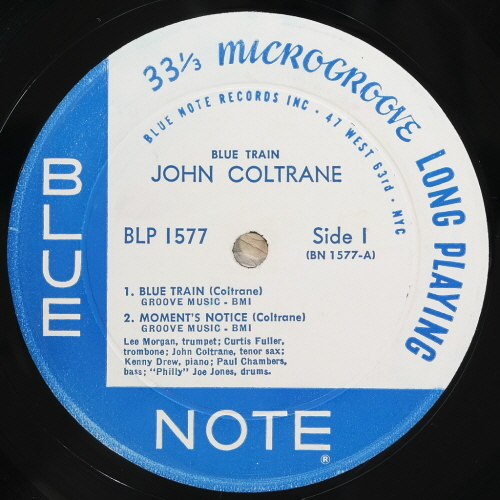 33⅓ MICROGROOVE LONG PLAYING
BLUE NOTE RECORDS INC · 47 WEST 63rd · NYC
BLUE TRAIN
JOHN COLTRANE
BLP 1577
Side 1
(BN 1577-A)
1. BLUE TRAIN (Coltrane)
GROOVE MUSIC - BMI
2. MOMENT'S NOTICE (Coltrane)
GROOVE MUSIC - BMI
Lee Morgan, trumpet; Curtis Fuller,
trombone; John Coltrane, tenor sax;
Kenny Drew, piano; Paul Chambers,
bass; "Philly" Joe Jones, drums.
BLUE
NOTE
®